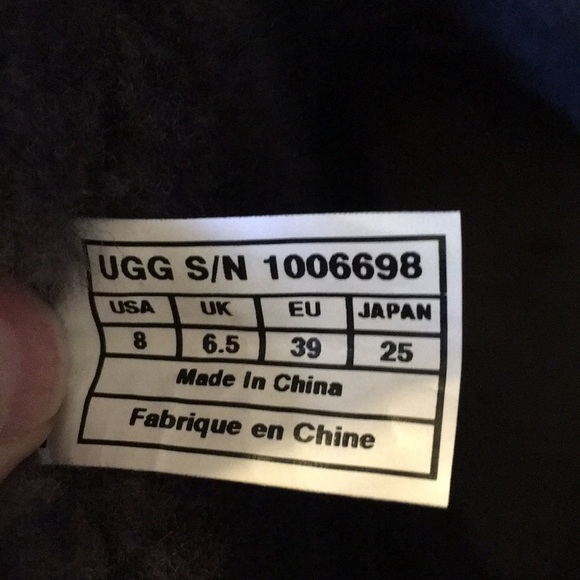 UGG S/N 1006698
USA UK EU JAPAN
8 6.5 39 25
Made In China
Fabrique en Chine